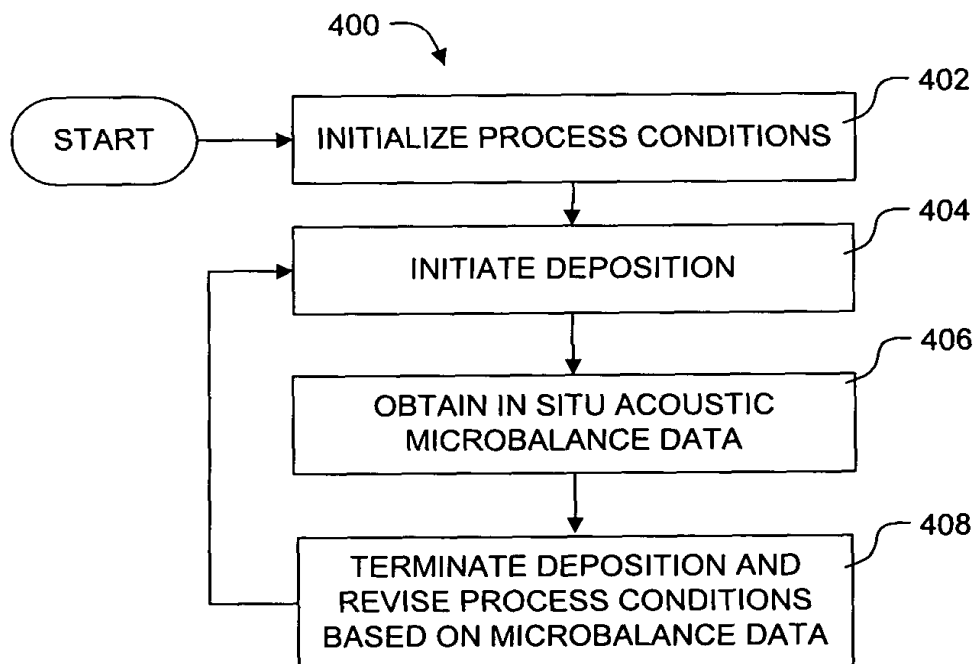 400
402
START
INITIALIZE PROCESS CONDITIONS
404
INITIATE DEPOSITION
406
OBTAIN IN SITU ACOUSTIC
MICROBALANCE DATA
408
TERMINATE DEPOSITION AND
REVISE PROCESS CONDITIONS
BASED ON MICROBALANCE DATA